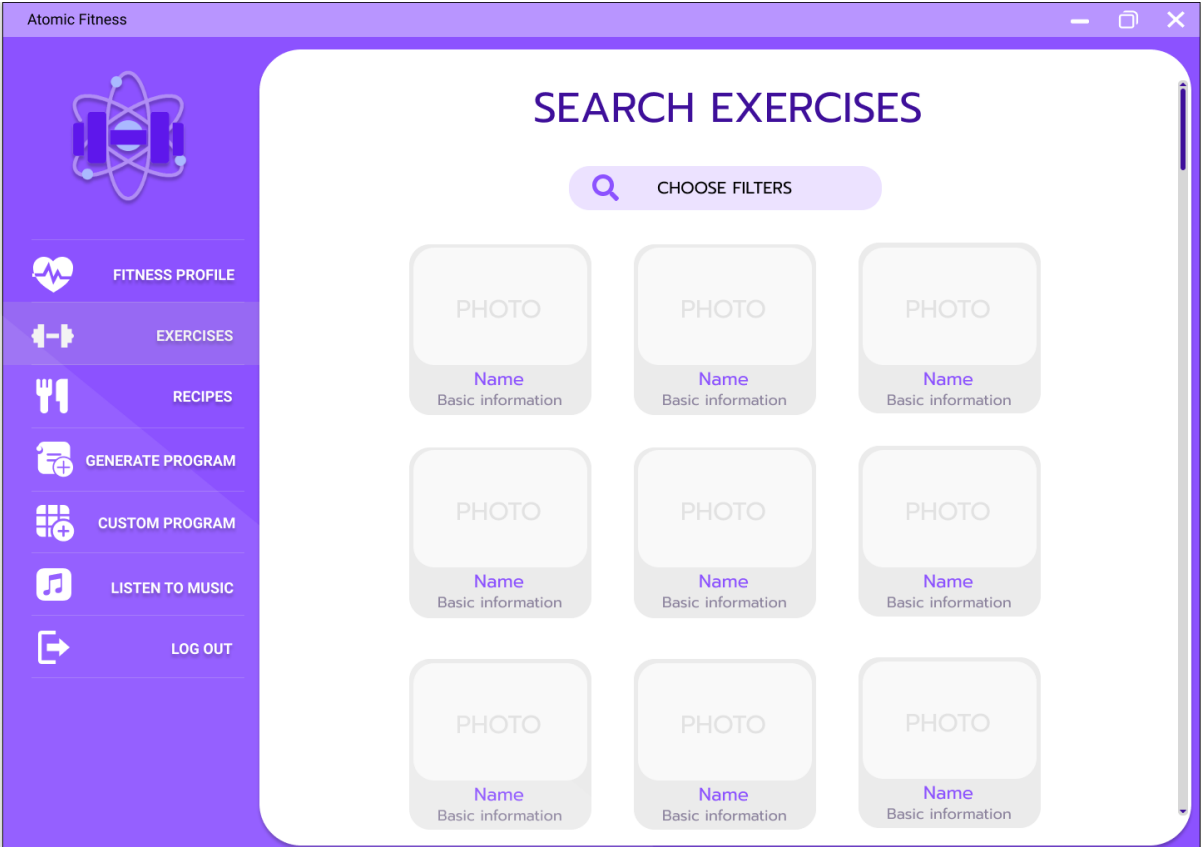 Atomic Fitness
SEARCH EXERCISES
CHOOSE FILTERS
FITNESS PROFILE
EXERCISES
RECIPES
GENERATE PROGRAM
CUSTOM PROGRAM
LISTEN TO MUSIC
LOG OUT
PHOTO PHOTO PHOTO
Name Name Name
Basic information Basic information Basic information
PHOTO PHOTO PHOTO
Name Name Name
Basic information Basic information Basic information
PHOTO PHOTO PHOTO
Name Name Name
Basic information Basic information Basic information